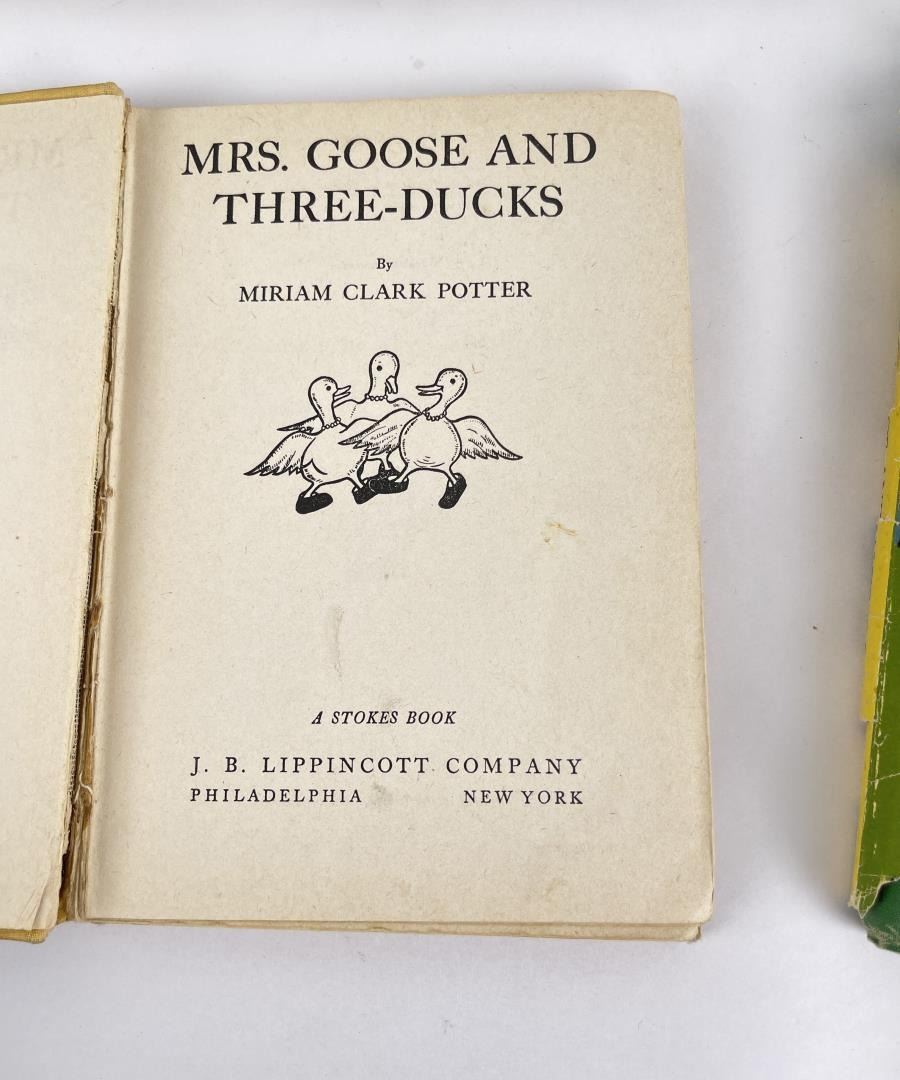 MRS. GOOSE AND
THREE-DUCKS
By
MIRIAM CLARK POTTER
A STOKES BOOK
J. B. LIPPINCOTT COMPANY
PHILADELPHIA NEW YORK